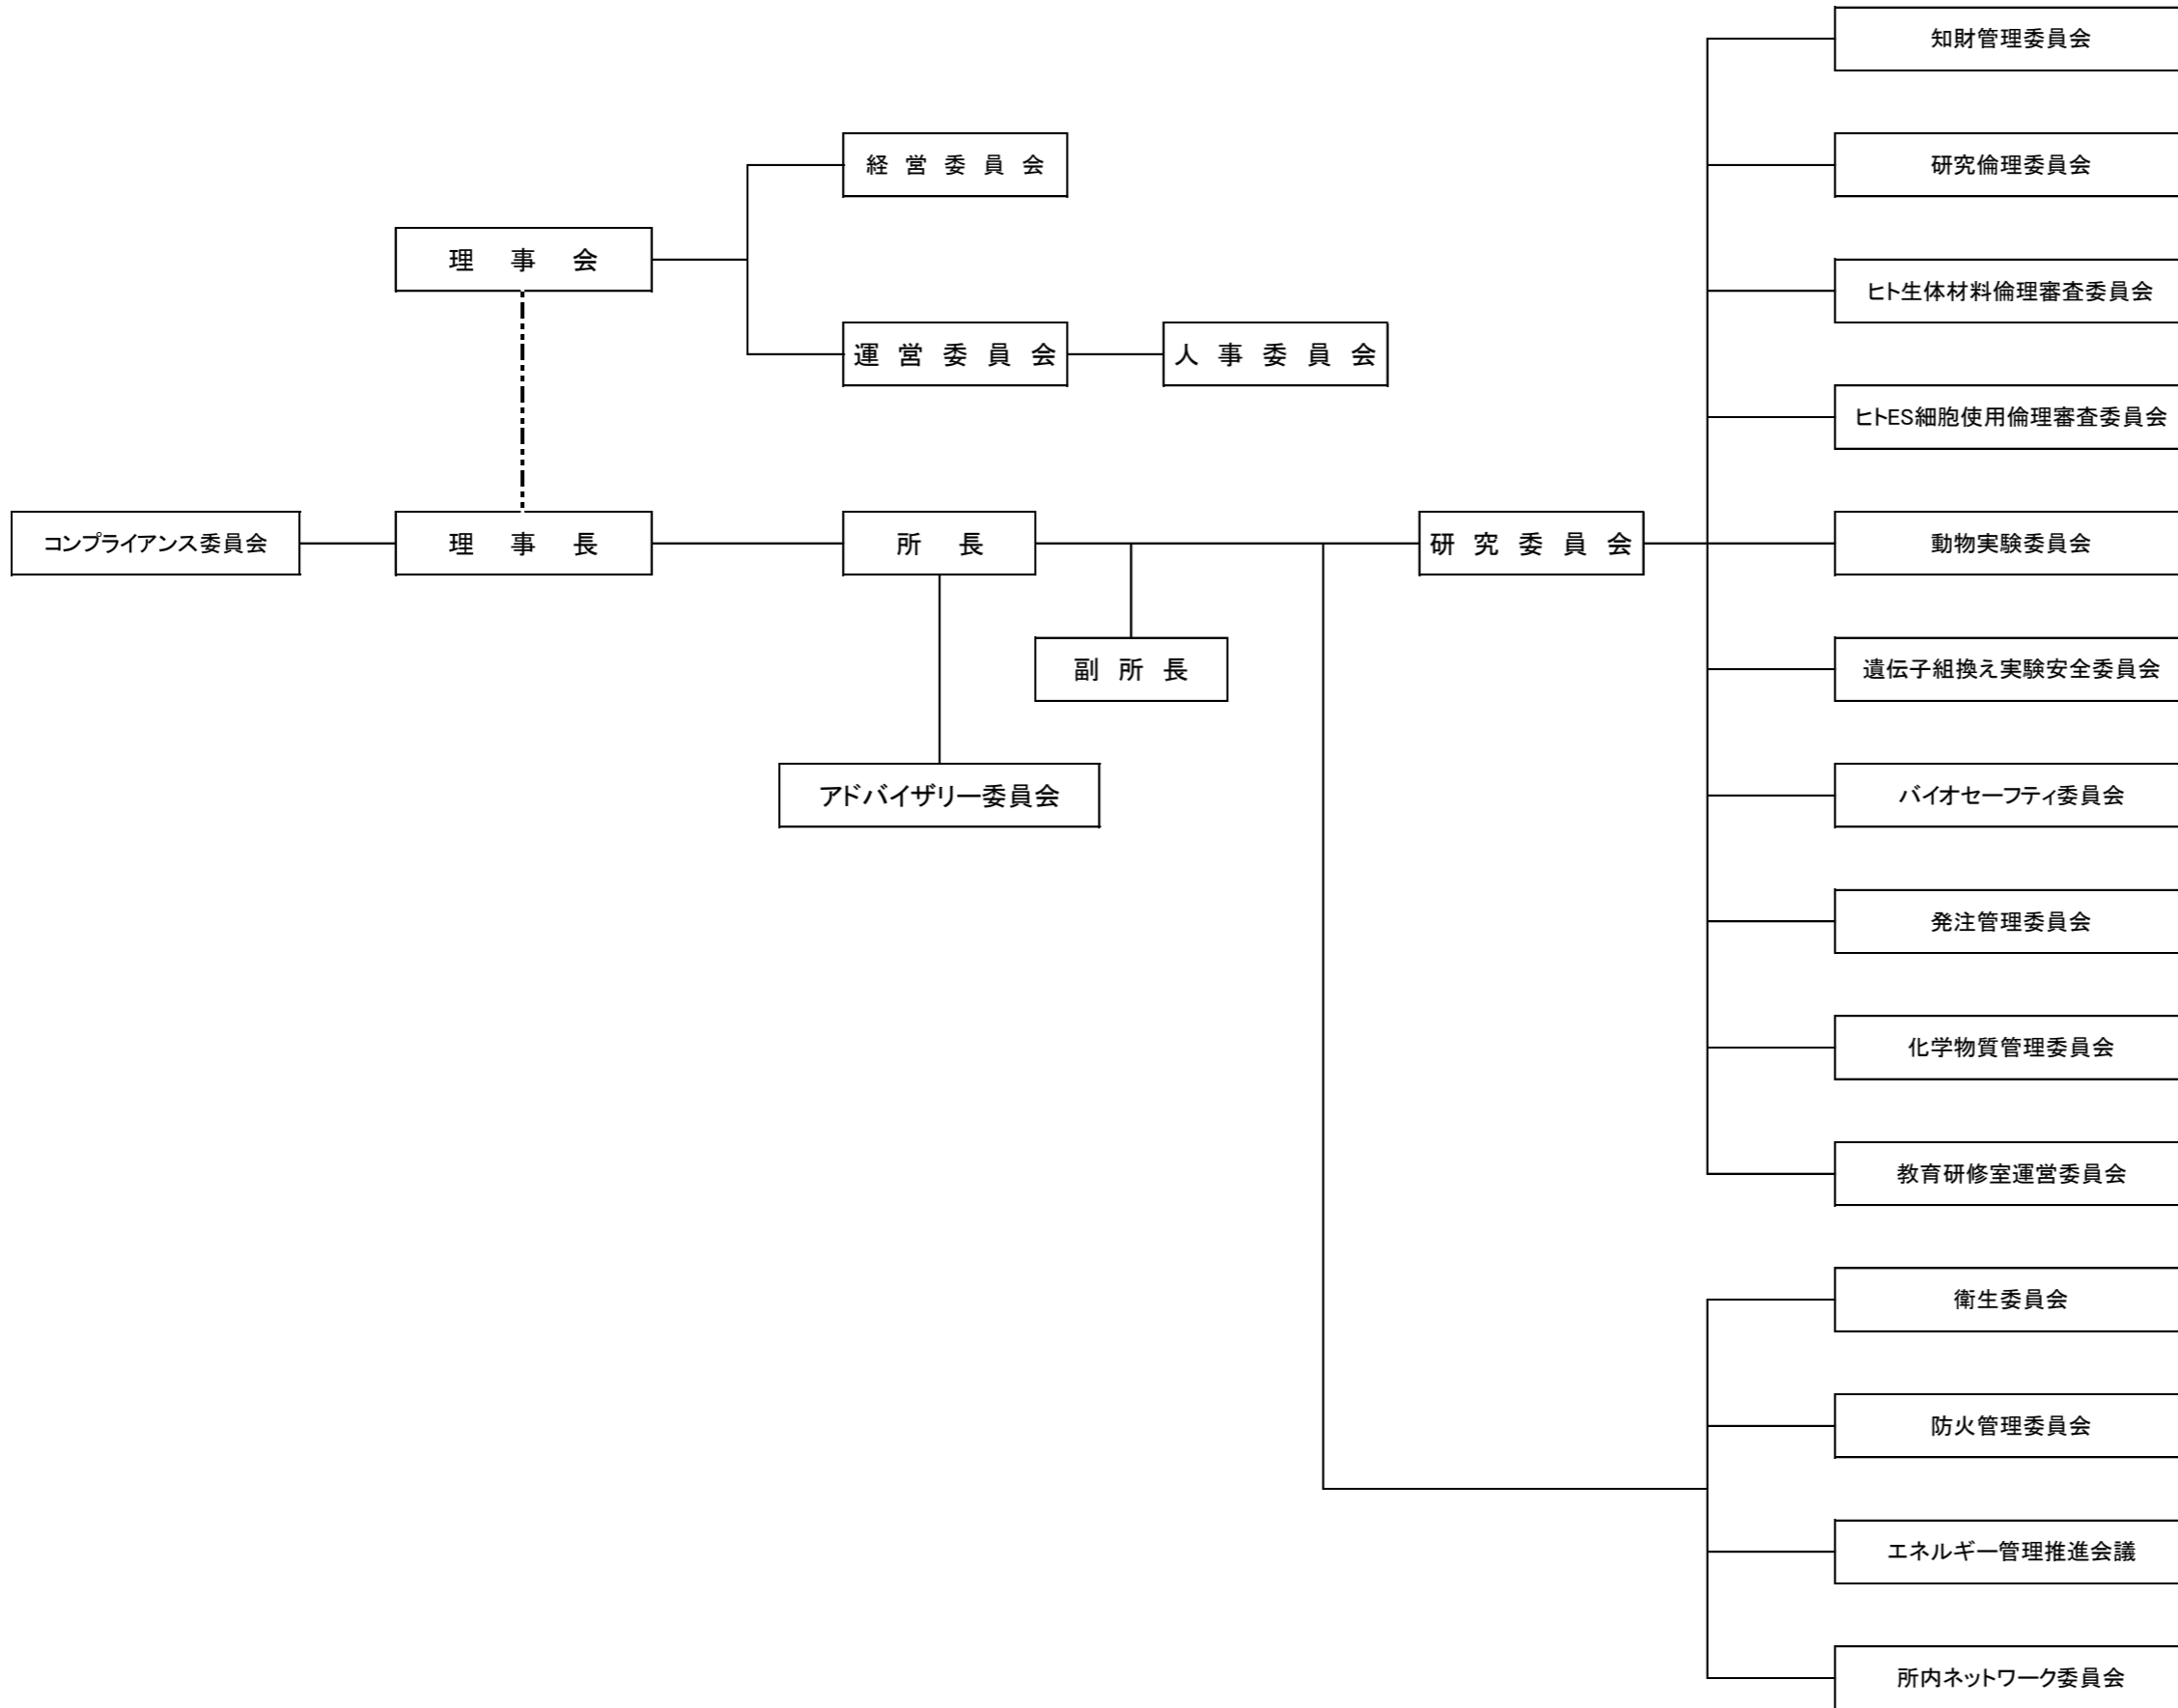 知財管理委員会
経営委員会
研究倫理委員会
理事会
ヒト生体材料倫理審査委員会
運営委員会
人事委員会
ヒトES細胞使用倫理審査委員会
コンプライアンス委員会
理事長
所長
研究委員会
動物実験委員会
副所長
遺伝子組換え実験安全委員会
アドバイザリー委員会
バイオセーフティ委員会
発注管理委員会
化学物質管理委員会
教育研修室運営委員会
衛生委員会
防火管理委員会
エネルギー管理推進会議
所内ネットワーク委員会